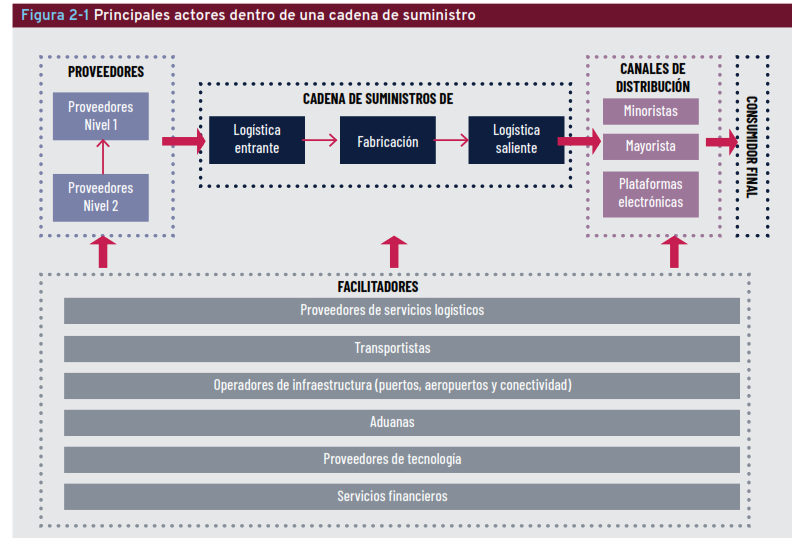 Figura 2-1 Principales actores dentro de una cadena de suministro
PROVEEDORES
Proveedores
Nivel 1
Proveedores
Nivel 2
CADENA DE SUMINISTROS DE
Logística
entrante
Fabricación
Logística
saliente
CANALES DE
DISTRIBUCIÓN
Minoristas
Mayorista
Plataformas
electrónicas
CONSUMIDOR FINAL
FACILITADORES
Proveedores de servicios logísticos
Transportistas
Operadores de infraestructura (puertos, aeropuertos y conectividad)
Aduanas
Proveedores de tecnología
Servicios financieros